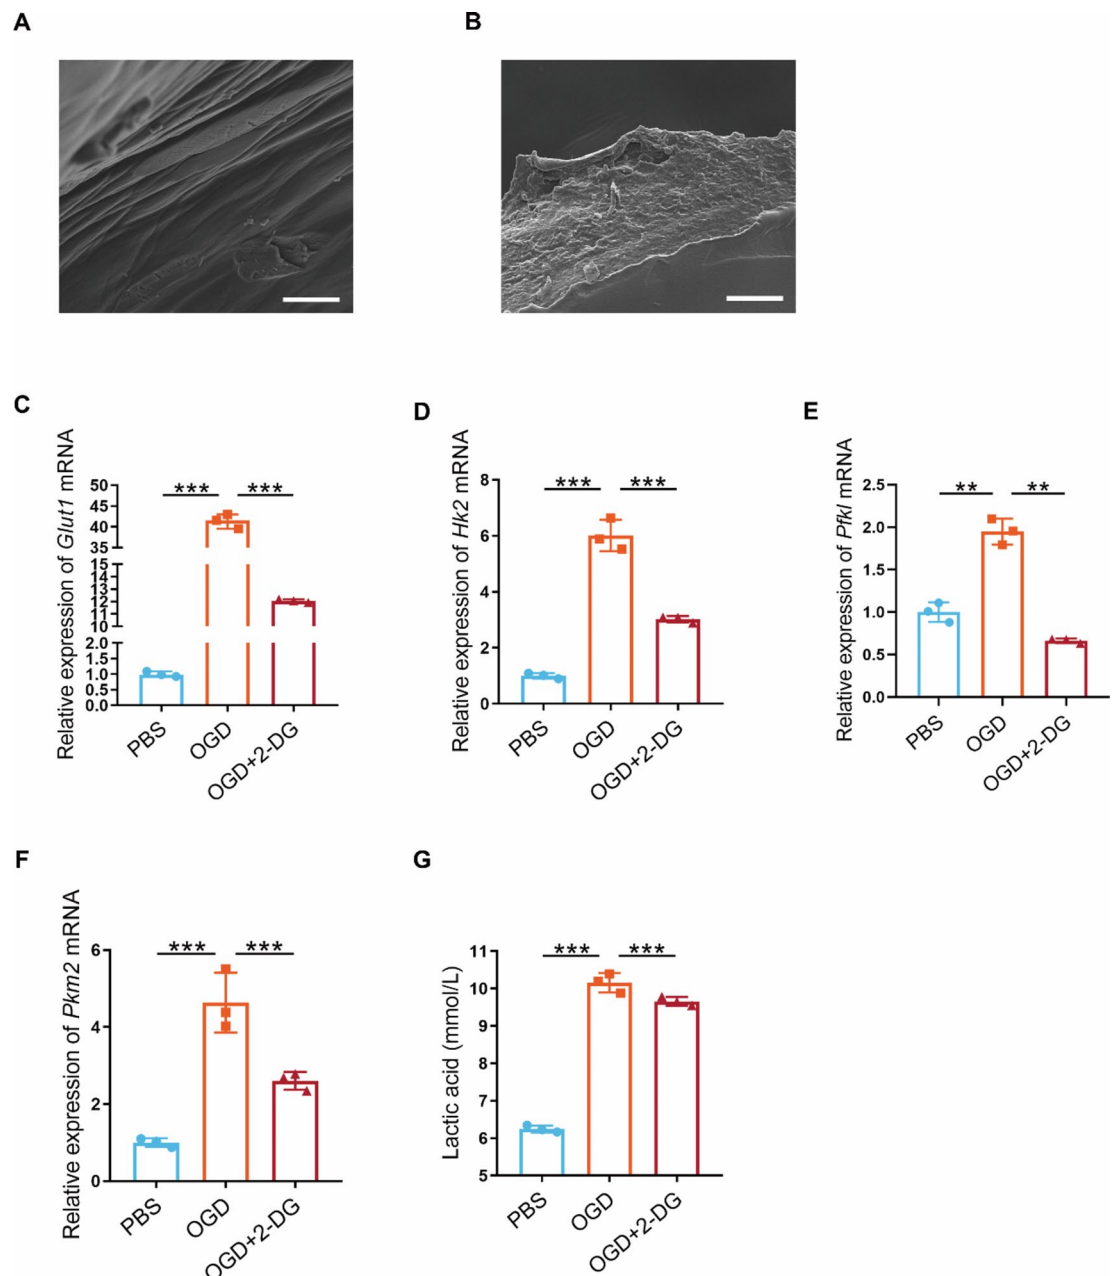 A
B
C
Relative expression of Glut1 mRNA
50
45
40
35
15
14
13
12
11
10
2.0
1.5
1.0
0.5
0.0
***
***
PBS
OGD
OGD+2-DG
D
Relative expression of Hk2 mRNA
8
6
4
2
0
***
***
PBS
OGD
OGD+2-DG
E
Relative expression of Pfkl mRNA
2.5
2.0
1.5
1.0
0.5
0.0
**
**
PBS
OGD
OGD+2-DG
F
Relative expression of Pkm2 mRNA
6
4
2
0
***
***
PBS
OGD
OGD+2-DG
G
Lactic acid (mmol/L)
11
10
9
8
7
6
5
***
***
PBS
OGD
OGD+2-DG